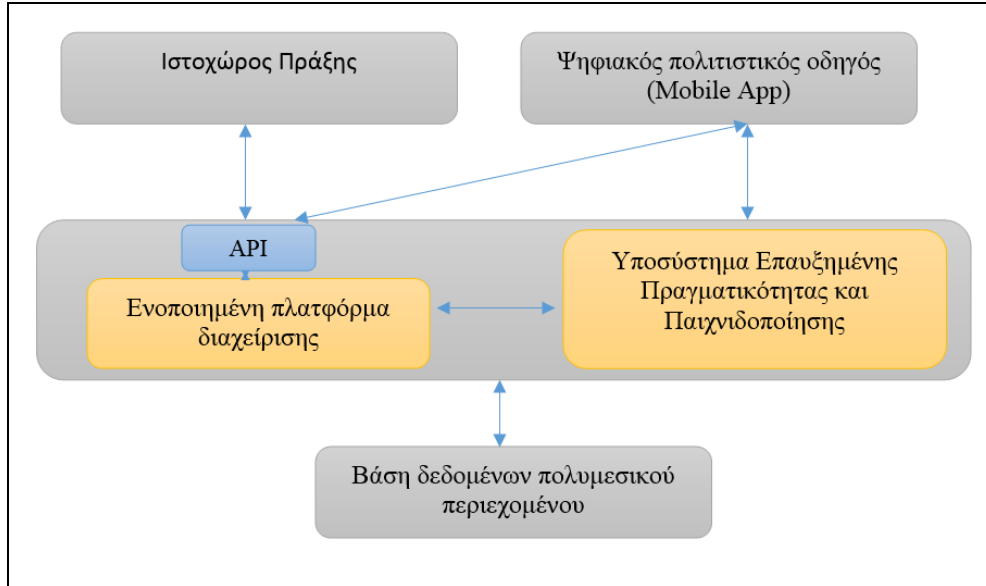 Ιστοχώρος Πράξης
Ψηφιακός πολιτιστικός οδηγός
(Mobile App)
API
Ενοποιημένη πλατφόρμα
διαχείρισης
Υποσύστημα Επαυξημένης
Πραγματικότητας και
Παιχνιδοποίησης
Βάση δεδομένων πολυμεσικού
περιεχομένου